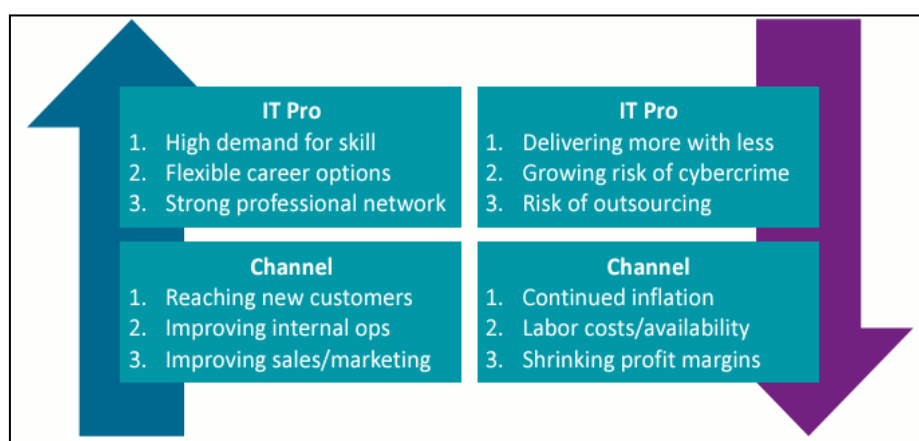 IT Pro
1. High demand for skill
2. Flexible career options
3. Strong professional network
IT Pro
1. Delivering more with less
2. Growing risk of cybercrime
3. Risk of outsourcing
Channel
1. Reaching new customers
2. Improving internal ops
3. Improving sales/marketing
Channel
1. Continued inflation
2. Labor costs/availability
3. Shrinking profit margins